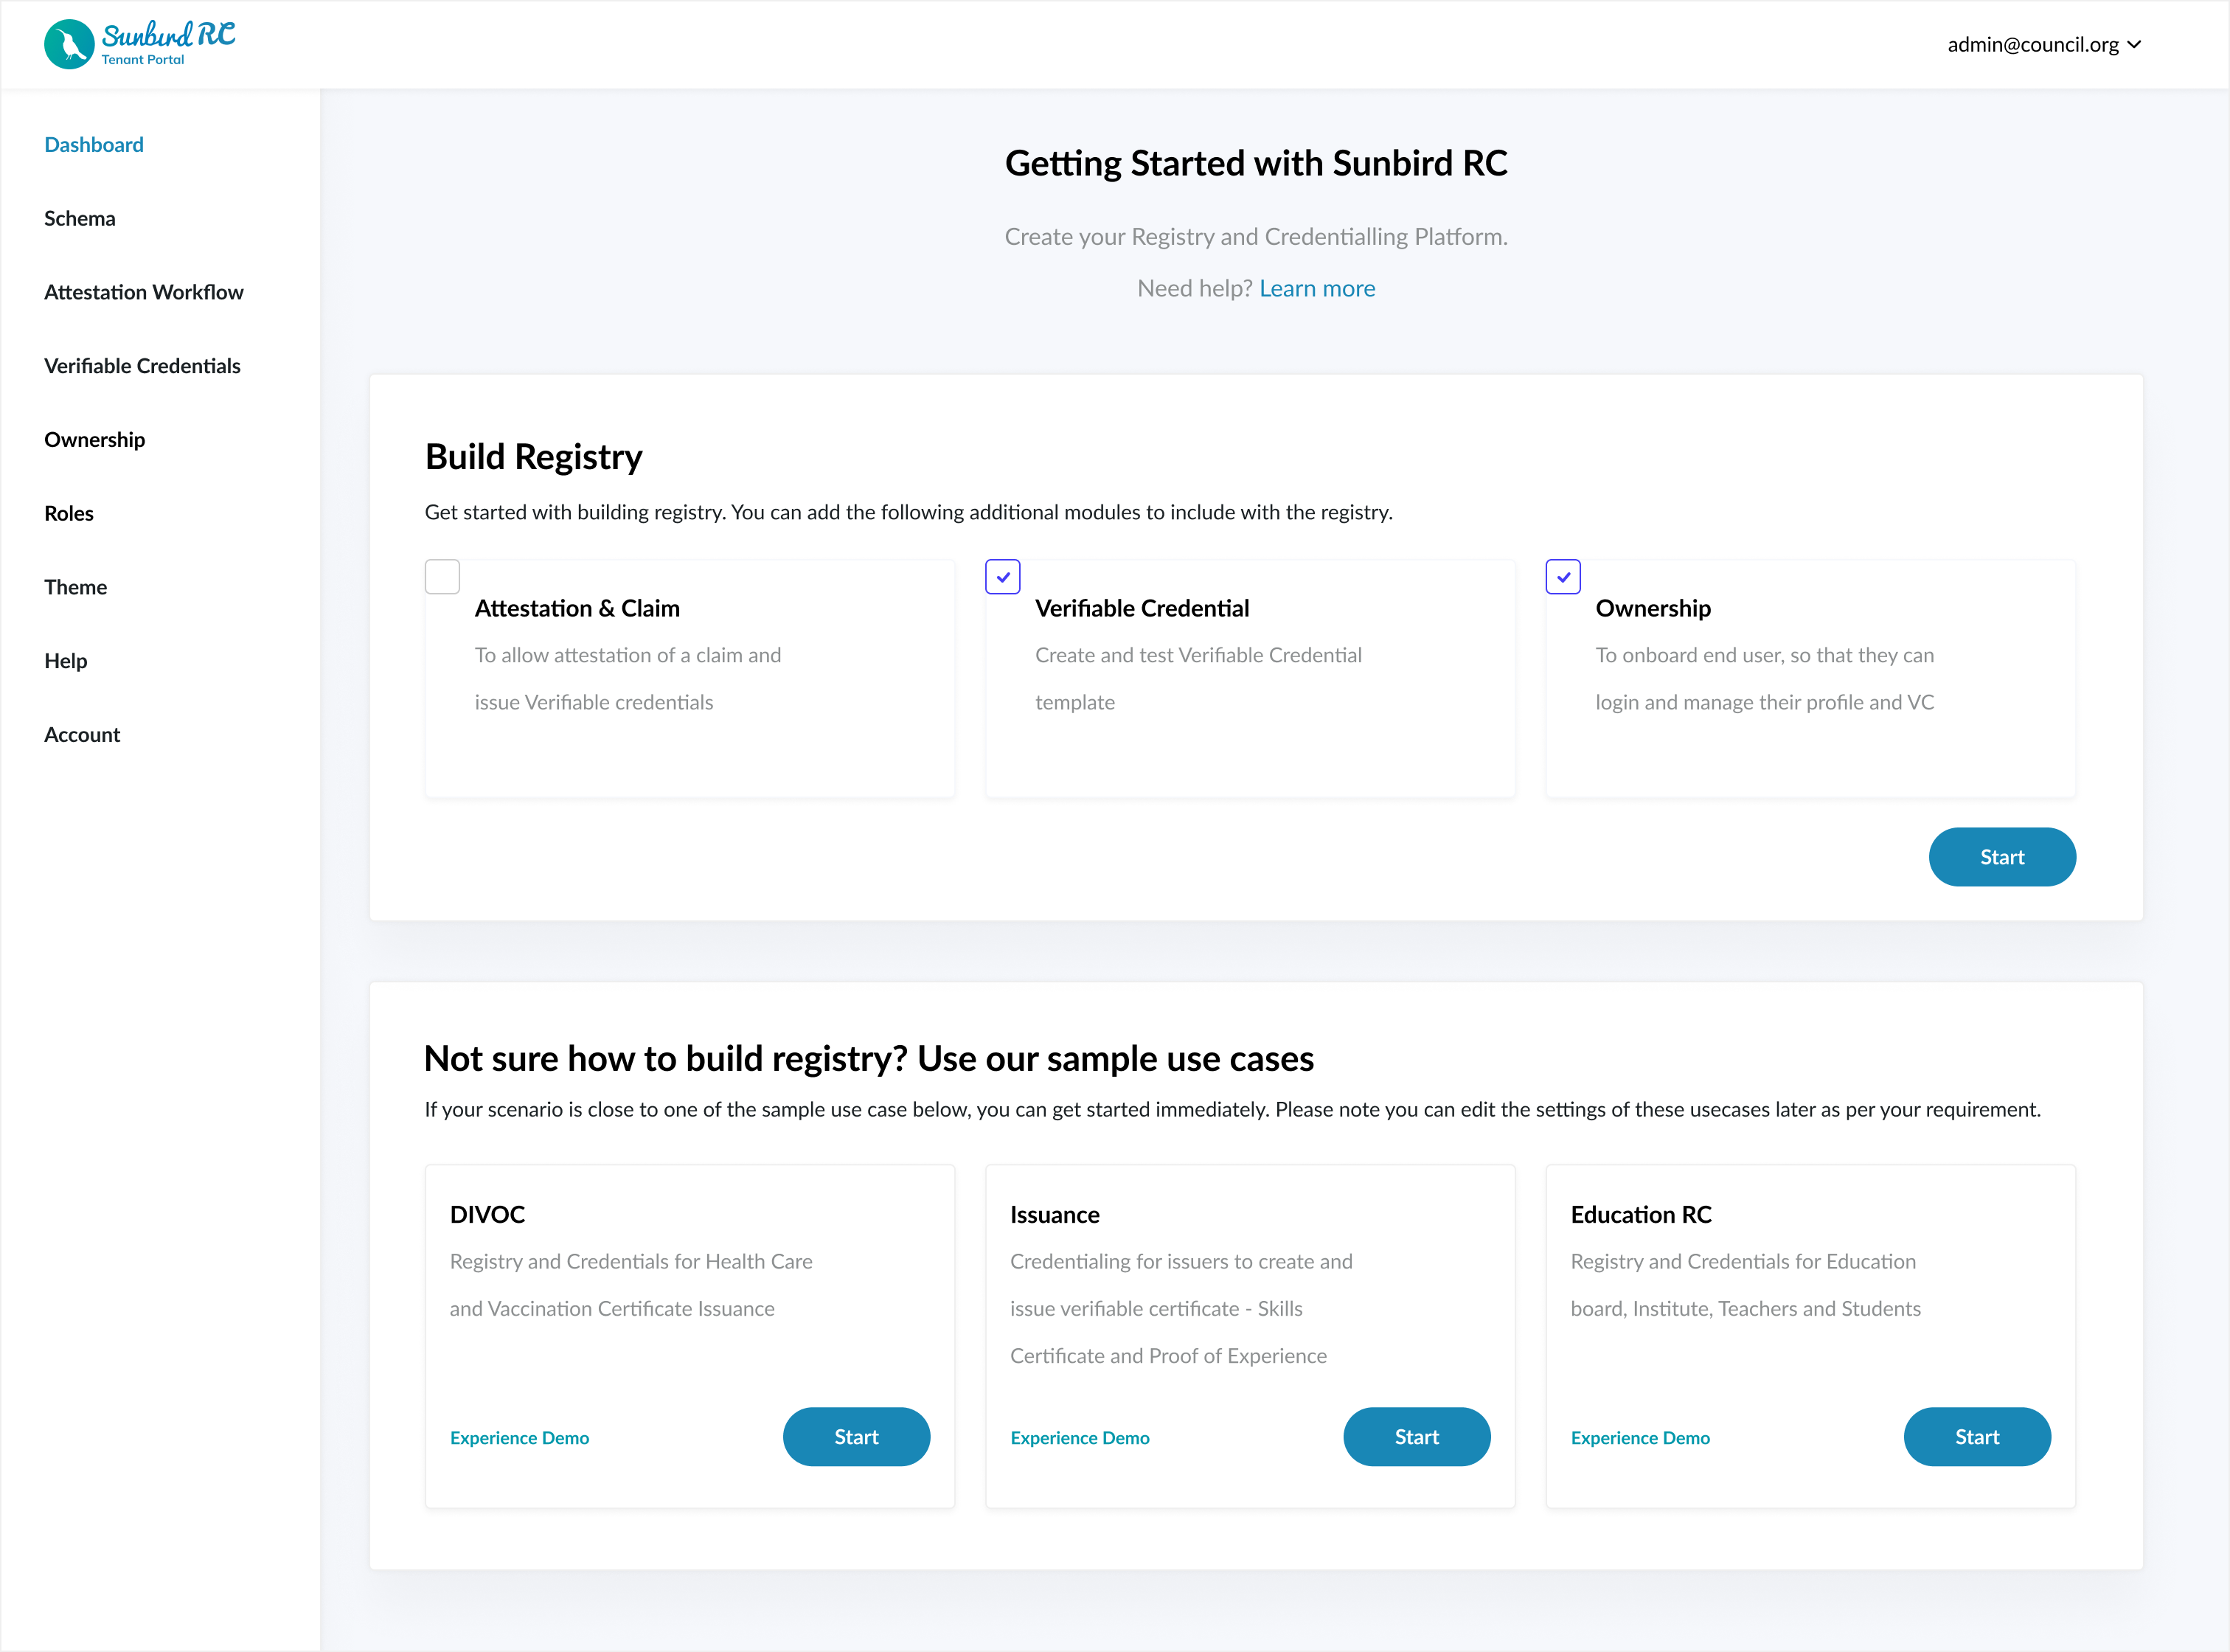 Sunbird RC
Tenant Portal
admin@council.org
Dashboard
Schema
Attestation Workflow
Verifiable Credentials
Ownership
Roles
Theme
Help
Account
Getting Started with Sunbird RC
Create your Registry and Credentialling Platform.
Need help? Learn more
Build Registry
Get started with building registry. You can add the following additional modules to include with the registry.
Attestation & Claim
To allow attestation of a claim and
issue Verifiable credentials
Verifiable Credential
Create and test Verifiable Credential
template
Ownership
To onboard end user, so that they can
login and manage their profile and VC
Start
Not sure how to build registry? Use our sample use cases
If your scenario is close to one of the sample use case below, you can get started immediately. Please note you can edit the settings of these usecases later as per your requirement.
DIVOC
Registry and Credentials for Health Care
and Vaccination Certificate Issuance
Experience Demo
Start
Issuance
Credentialing for issuers to create and
issue verifiable certificate - Skills
Certificate and Proof of Experience
Experience Demo
Start
Education RC
Registry and Credentials for Education
board, Institute, Teachers and Students
Experience Demo
Start